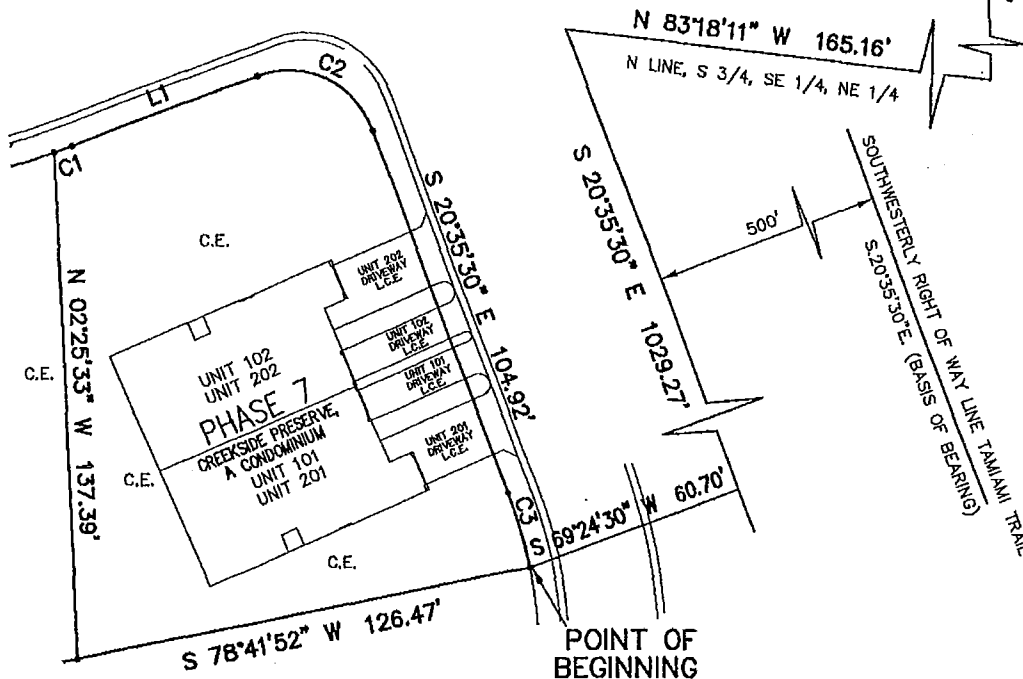 N 83°18'11" W 165.16'
N LINE, S 3/4, SE 1/4, NE 1/4
C2
L1
C1
S 20°35'30" E 104.92'
S 20°35'30" E 1029.27'
500'
SOUTHWESTERLY RIGHT OF WAY LINE TAMIAMI TRAIL
S.20°35'30"E. (BASIS OF BEARING)
C.E.
UNIT 202
DRIVEWAY
L.C.E.
N 02°25'33" W 137.39'
UNIT 102
DRIVEWAY
L.C.E.
UNIT 102
UNIT 202
C.E.
UNIT 101
DRIVEWAY
L.C.E.
PHASE 7
CREEKSIDE PRESERVE,
A CONDOMINIUM
UNIT 101
UNIT 201
UNIT 201
DRIVEWAY
L.C.E.
C.E.
C3
S 69°24'30" W 60.70'
C.E.
S 78°41'52" W 126.47'
POINT OF
BEGINNING